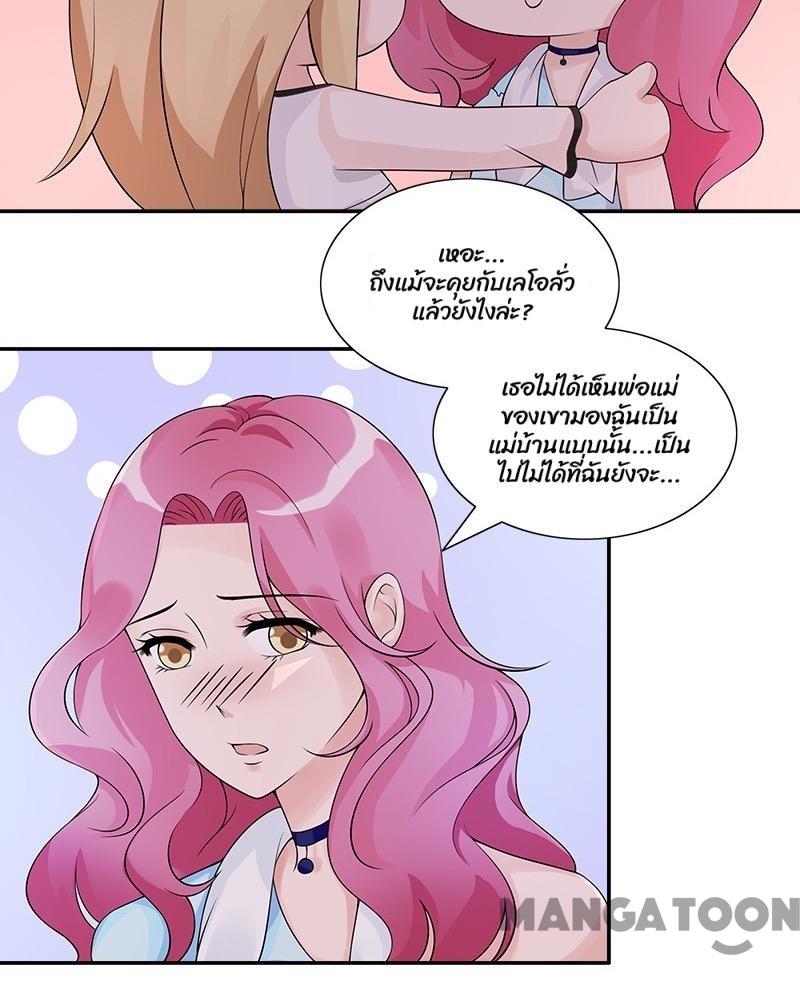 เหอะ...
ถึงแม้จะคุยกับเลโอลั่ว
แล้วยังไงล่ะ?
เธอไม่ได้เห็นพ่อแม่
ของเขามองฉันเป็น
แม่บ้านแบบนั้น...เป็น
ไปไม่ได้ที่ฉันยังจะ...
MANGATOON